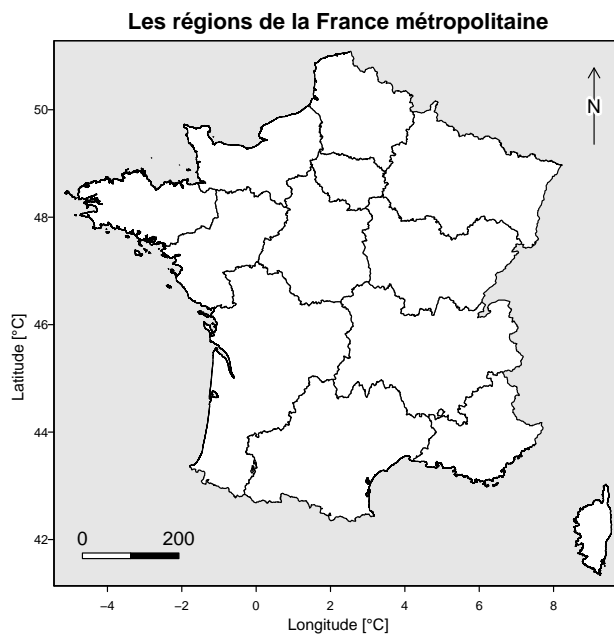 Les régions de la France métropolitaine
N
50
48
46
44
42
Latitude [°C]
0 200
−4 −2 0 2 4 6 8
Longitude [°C]